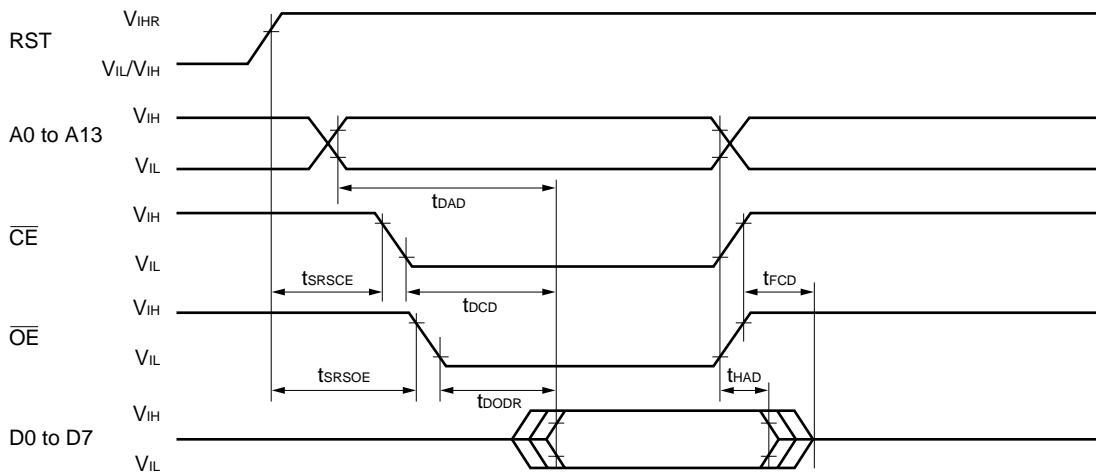 RST
VIHR
VIL/VIH
A0 to A13
VIH
VIL
tDAD
CE
VIH
VIL
tSRSCE
tDCD
tFCD
OE
VIH
VIL
tSRSOE
tDODR
tHAD
D0 to D7
VIH
VIL